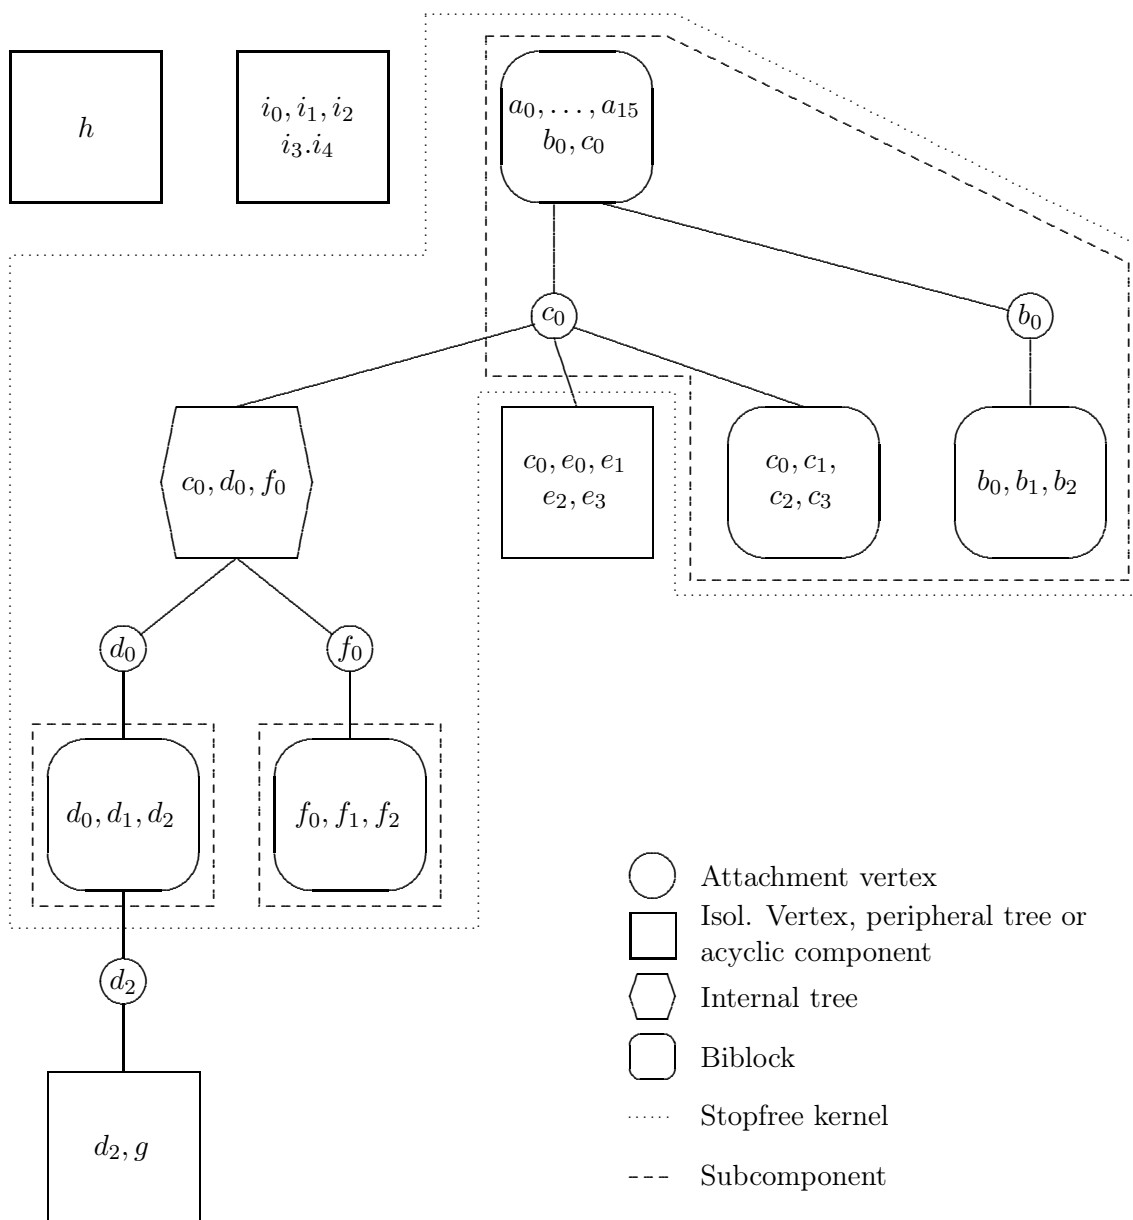 h
i₀, i₁, i₂
i₃.i₄
a₀, . . . , a₁₅
b₀, c₀
c₀
b₀
c₀, d₀, f₀
c₀, e₀, e₁
e₂, e₃
c₀, c₁,
c₂, c₃
b₀, b₁, b₂
d₀
f₀
d₀, d₁, d₂
f₀, f₁, f₂
d₂
d₂, g
Attachment vertex
Isol. Vertex, peripheral tree or
acyclic component
Internal tree
Biblock
Stopfree kernel
Subcomponent